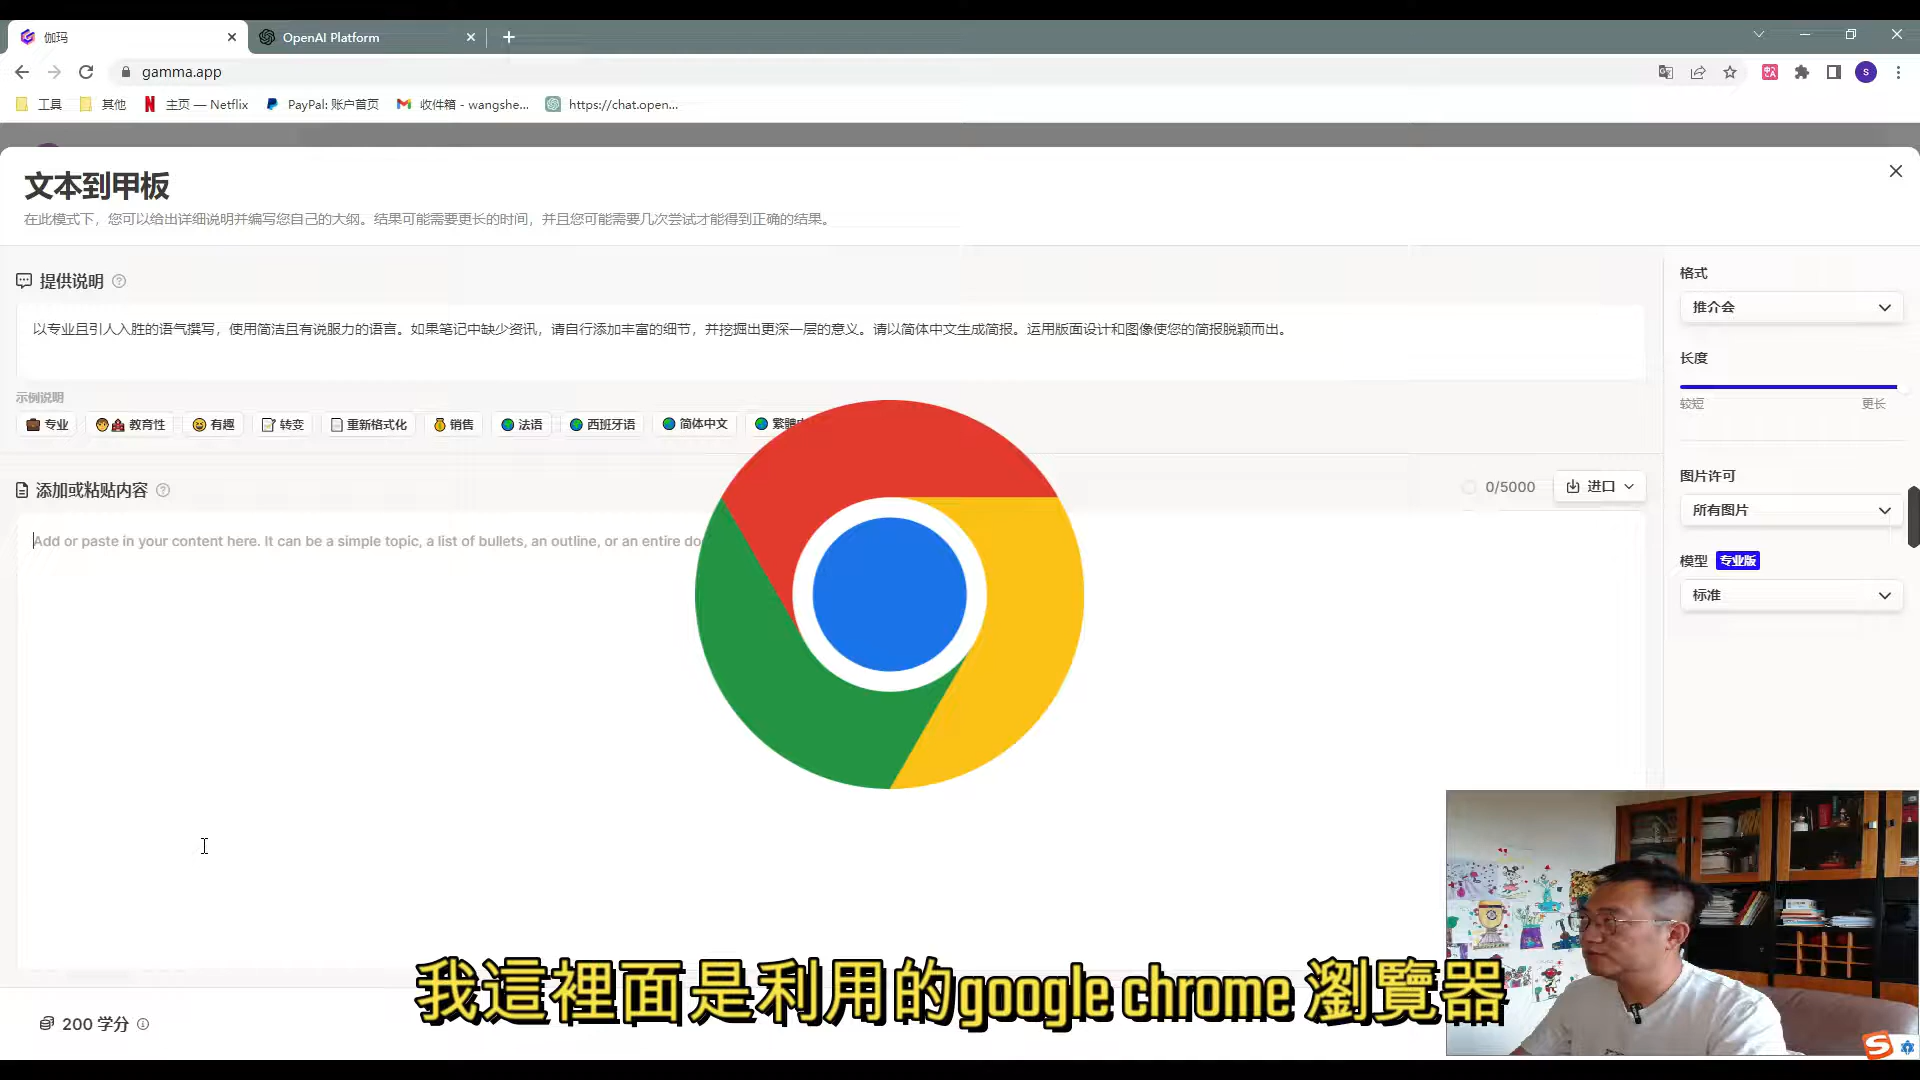 伽玛
OpenAI Platform
gamma.app
S
工具
其他
主页 — Netflix
PayPal: 账户首页
收件箱 - wangshe...
https://chat.open...
文本到甲板
在此模式下，您可以给出详细说明并编写您自己的大纲。结果可能需要更长的时间，并且您可能需要几次尝试才能得到正确的结果。
提供说明
以专业且引人入胜的语气撰写，使用简洁且有说服力的语言。如果笔记中缺少资讯，请自行添加丰富的细节，并挖掘出更深一层的意义。请以简体中文生成简报。运用版面设计和图像使您的简报脱颖而出。
示例说明
专业
教育性
有趣
转变
重新格式化
销售
法语
西班牙语
简体中文
繁體
添加或粘贴内容
0/5000
进口
Add or paste in your content here. It can be a simple topic, a list of bullets, an outline, or an entire
格式
推介会
长度
较短
更长
图片许可
所有图片
模型 专业版
标准
200 学分
我這裡面是利用的google chrome 瀏覽器